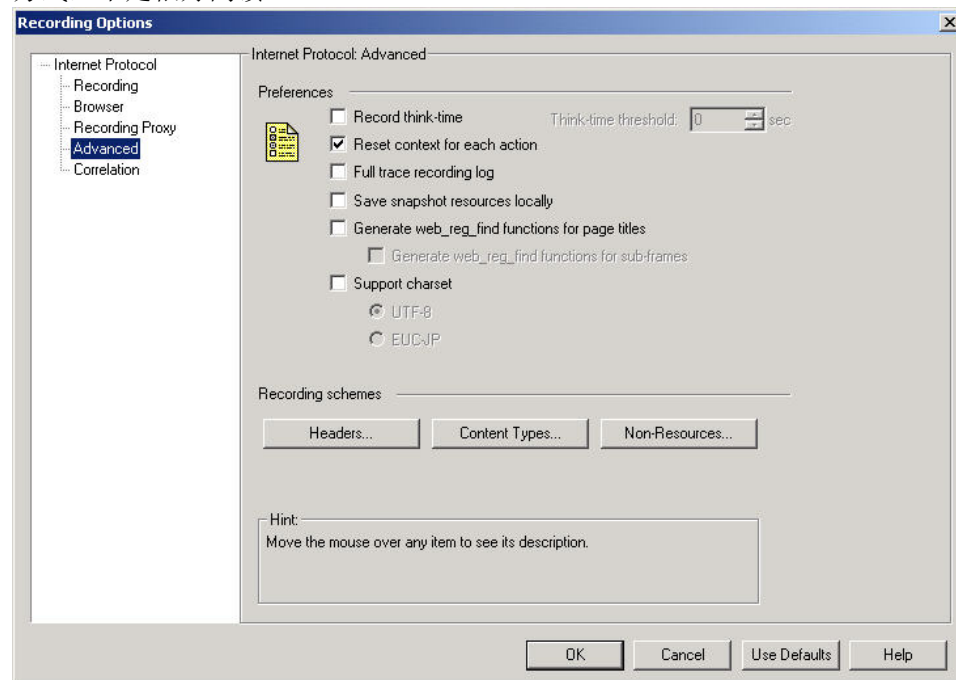 Recording Options
Internet Protocol
Recording
Browser
Recording Proxy
Advanced
Correlation
Internet Protocol: Advanced
Preferences
Record think-time
Think-time threshold: 0 sec
Reset context for each action
Full trace recording log
Save snapshot resources locally
Generate web_reg_find functions for page titles
Generate web_reg_find functions for sub-frames
Support charset
UTF-8
EUC-JP
Recording schemes
Headers...
Content Types...
Non-Resources...
Hint:
Move the mouse over any item to see its description.
OK
Cancel
Use Defaults
Help